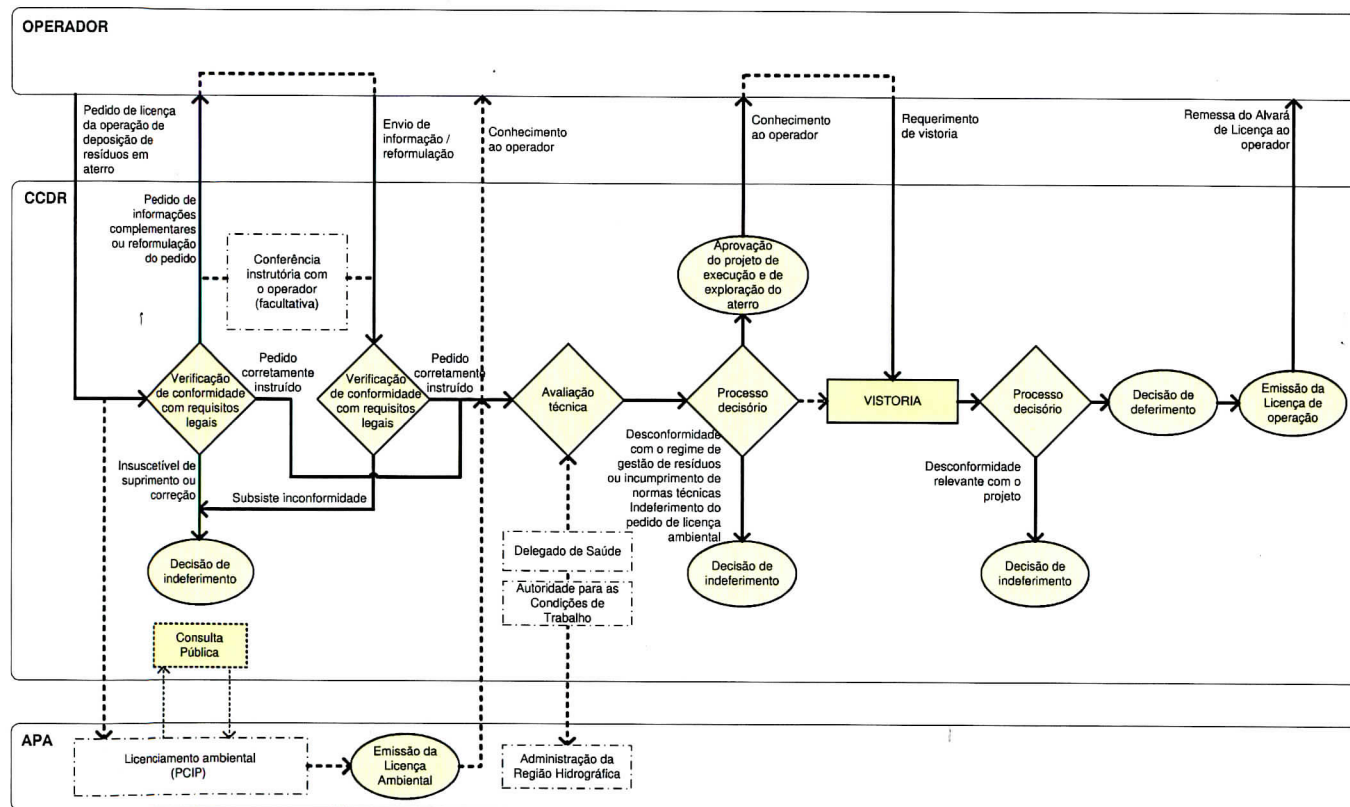 OPERADOR
Pedido de licença
da operação de
deposição de
resíduos em
aterro
Envio de
informação /
reformulação
Conhecimento
ao operador
Conhecimento
ao operador
Requerimento
de vistoria
Remessa do Alvará
de Licença ao
operador
CCDR
Pedido de
informações
complementares
ou reformulação
do pedido
Conferência
instrutória com
o operador
(facultativa)
Aprovação
do projeto de
execução e de
exploração do
aterro
Verificação
de conformidade
com requisitos
legais
Pedido
corretamente
instruído
Verificação
de conformidade
com requisitos
legais
Pedido
corretamente
instruído
Avaliação
técnica
Processo
decisório
VISTORIA
Processo
decisório
Decisão de
deferimento
Emissão da
Licença de
operação
Insuscetível de
suprimento ou
correção
Subsiste inconformidade
Desconformidade
com o regime de
gestão de resíduos
ou incumprimento de
normas técnicas
Indeferimento do
pedido de licença
ambiental
Desconformidade
relevante com o
projeto
Decisão de
indeferimento
Delegado de Saúde
Autoridade para as
Condições de
Trabalho
Decisão de
indeferimento
Decisão de
indeferimento
Consulta
Pública
APA
Licenciamento ambiental
(PCIP)
Emissão da
Licença
Ambiental
Administração da
Região Hidrográfica